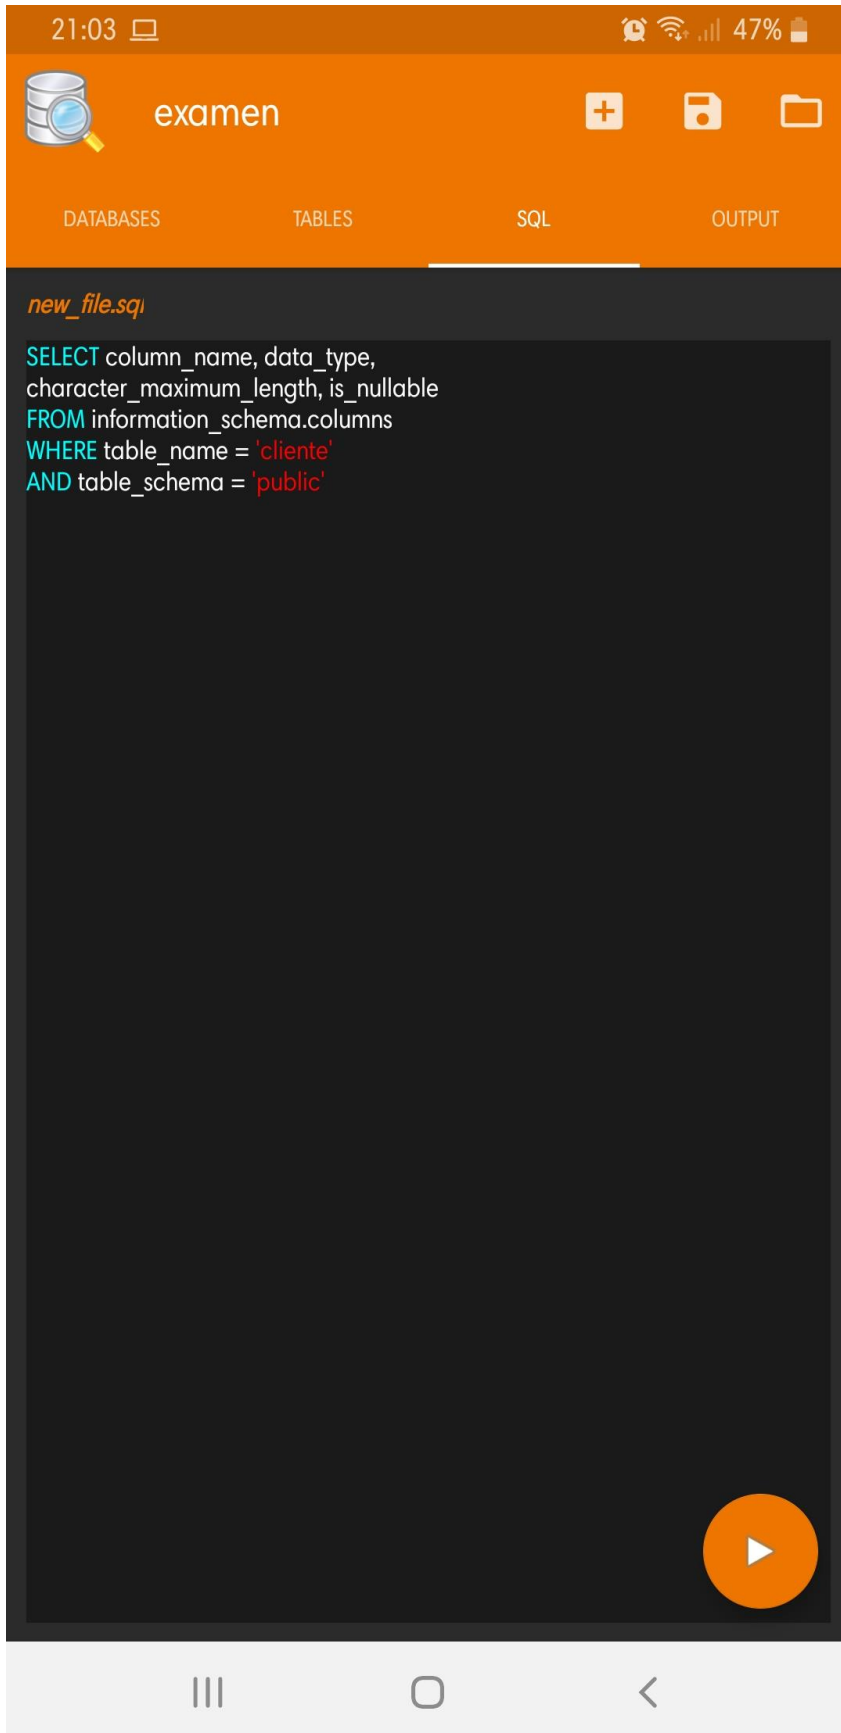 21:03
47%
examen
DATABASES
TABLES
SQL
OUTPUT
new_file.sql
SELECT column_name, data_type,
character_maximum_length, is_nullable
FROM information_schema.columns
WHERE table_name = 'cliente'
AND table_schema = 'public'